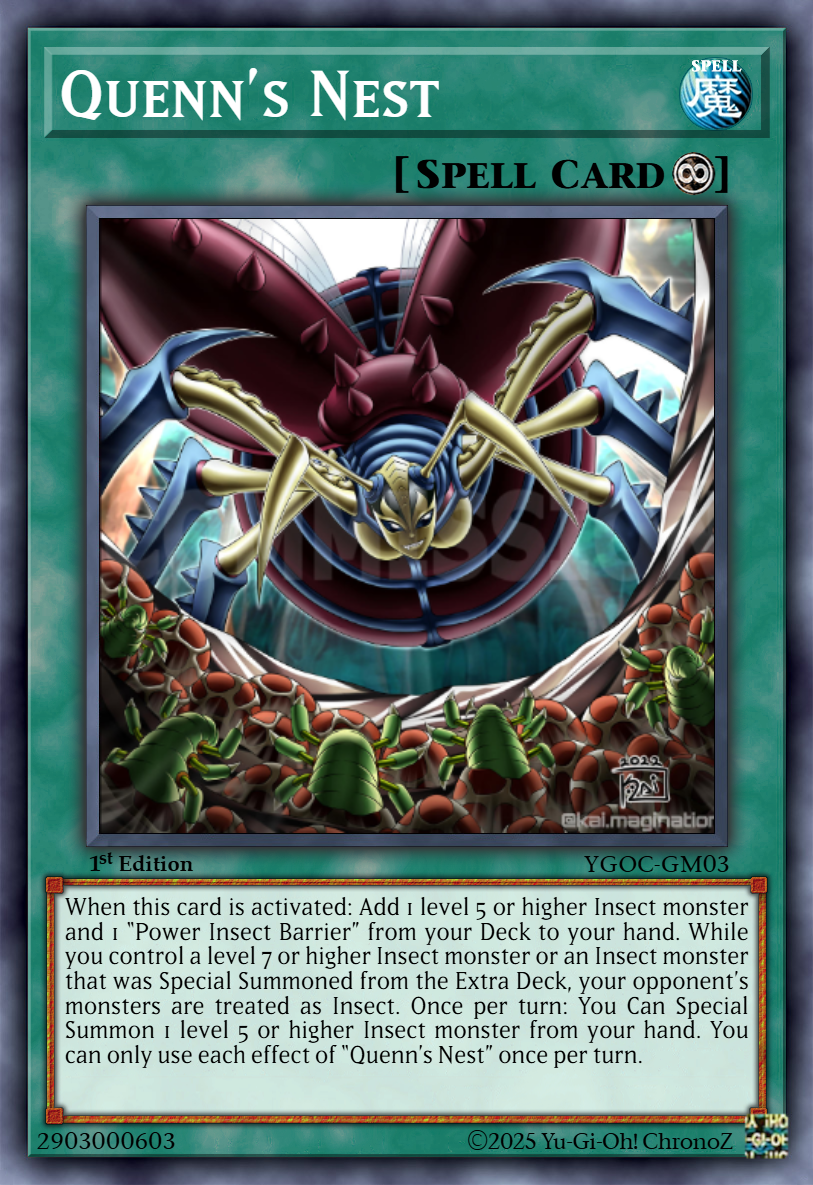 Quenn's Nest
SPELL
魔
[Spell Card]
2022
@kai.magination
1st Edition
YGOC-GM03
When this card is activated: Add 1 level 5 or higher Insect monster
and 1 "Power Insect Barrier" from your Deck to your hand. While
you control a level 7 or higher Insect monster or an Insect monster
that was Special Summoned from the Extra Deck, your opponent's
monsters are treated as Insect. Once per turn: You Can Special
Summon 1 level 5 or higher Insect monster from your hand. You
can only use each effect of "Quenn's Nest" once per turn.
2903000603
©2025 Yu-Gi-Oh! ChronoZ